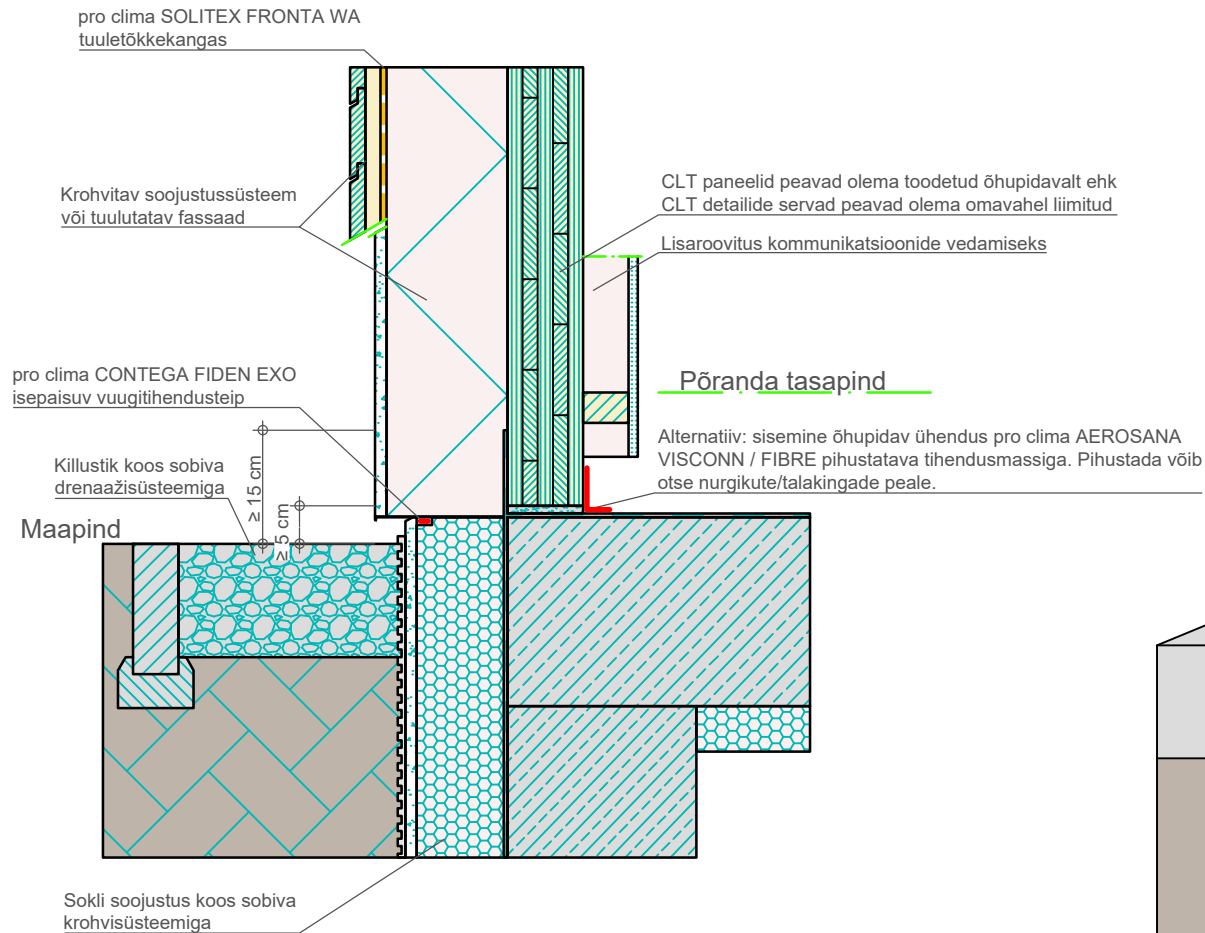 pro clima SOLITEX FRONTA WA
tuuletõkkekangas
Krohvitav soojustussüsteem
või tuulutatav fassaad
CLT paneelid peavad olema toodetud õhupidavalt ehk
CLT detailide servad peavad olema omavahel liimitud
Lisaroovitus kommunikatsioonide vedamiseks
pro clima CONTEGA FIDEN EXO
isepaisuv vuugitihendusteip
Põranda tasapind
Alternatiiv: sisemine õhupidav ühendus pro clima AEROSANA
VISCONN / FIBRE pihustatava tihendusmassiga. Pihustada võib
otse nurgikute/talakingade peale.
Killustik koos sobiva
drenaažisüsteemiga
≥ 15 cm
≥ 5 cm
Maapind
Sokli soojustus koos sobiva
krohvisüsteemiga